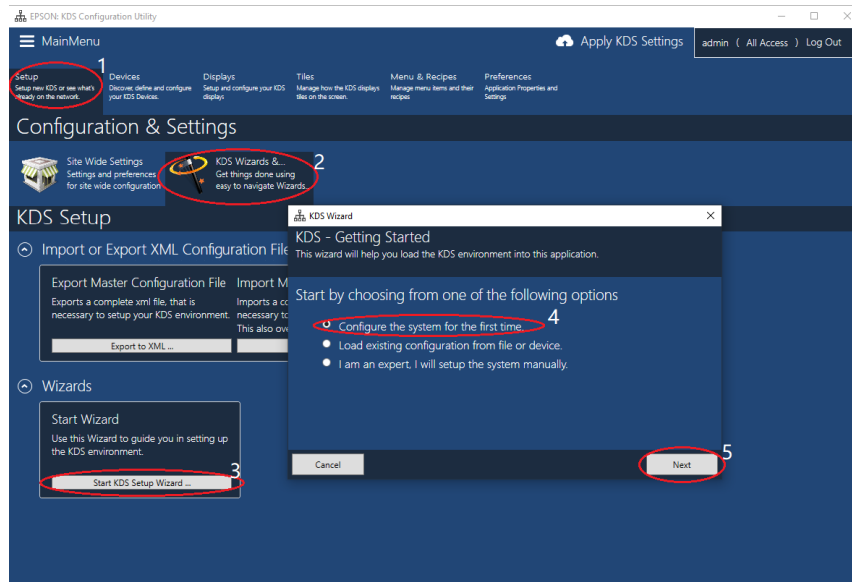 EPSON: KDS Configuration Utility
MainMenu
Apply KDS Settings
admin ( All Access ) Log Out
1
Setup
Setup new KDS or see what's
already on the network.
Devices
Discover, define and configure
your KDS Devices.
Displays
Setup and configure your KDS
displays
Tiles
Manage how the KDS displays
tiles on the screen.
Menu & Recipes
Manage menu items and their
recipes
Preferences
Application Properties and
Settings
Configuration & Settings
Site Wide Settings
Settings and preferences
for site wide configuration
KDS Wizards &...
Get things done using
easy to navigate Wizards.
2
KDS Setup
Import or Export XML Configuration File
Export Master Configuration File
Exports a complete xml file, that is
necessary to setup your KDS environment.
Export to XML ...
Import M
Imports a co
necessary to
This also ov
Wizards
Start Wizard
Use this Wizard to guide you in setting up
the KDS environment.
3
Start KDS Setup Wizard ...
KDS Wizard
KDS - Getting Started
This wizard will help you load the KDS environment into this application.
Start by choosing from one of the following options
Configure the system for the first time.
4
Load existing configuration from file or device.
I am an expert, I will setup the system manually.
Cancel
Next
5